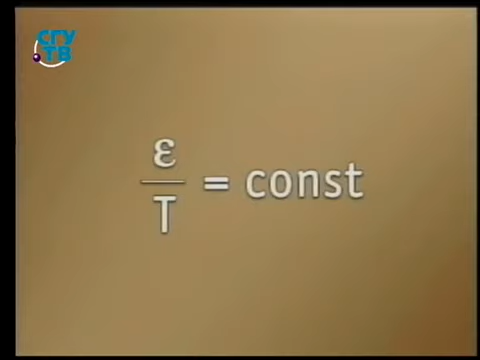 СГУ
ТВ
ε
T
= const